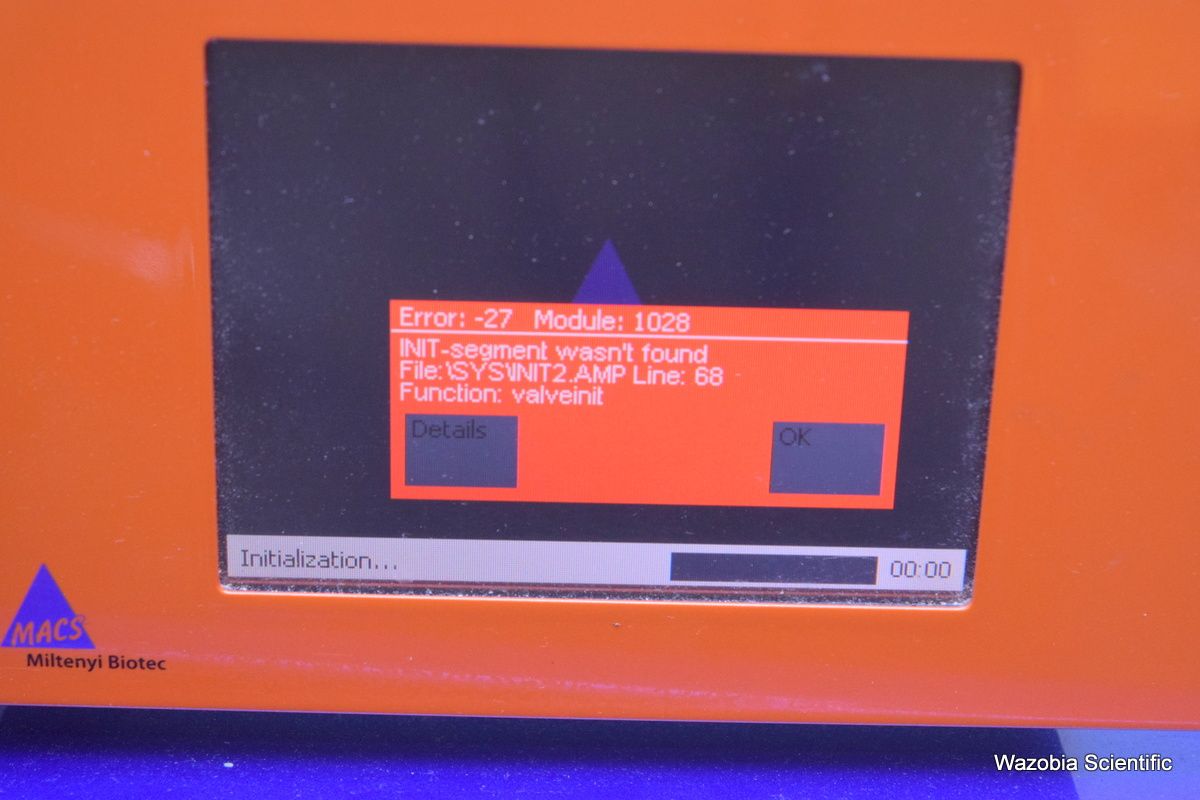 Error: -27 Module: 1028
INIT-segment wasn't found
File:\SYS\INIT2.AMP Line: 68
Function: valveinit
Details
OK
Initialization...
00:00
MACS
Miltenyi Biotec
Wazobia Scientific